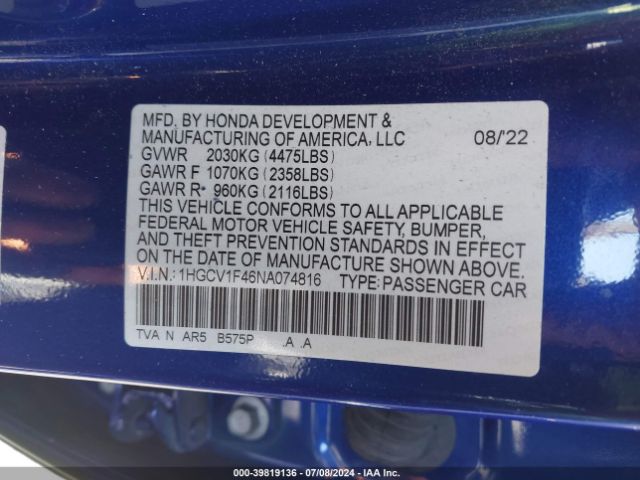 MFD. BY HONDA DEVELOPMENT &
MANUFACTURING OF AMERICA, LLC 08/'22
GVWR 2030KG (4475LBS)
GAWR F 1070KG (2358LBS)
GAWR R 960KG (2116LBS)
THIS VEHICLE CONFORMS TO ALL APPLICABLE
FEDERAL MOTOR VEHICLE SAFETY, BUMPER,
AND THEFT PREVENTION STANDARDS IN EFFECT
ON THE DATE OF MANUFACTURE SHOWN ABOVE.
V.I.N.: 1HGCV1F46NA074816 TYPE: PASSENGER CAR
TVA N AR5 B575P .A .A
000-39819136 - 07/08/2024 - IAA Inc.